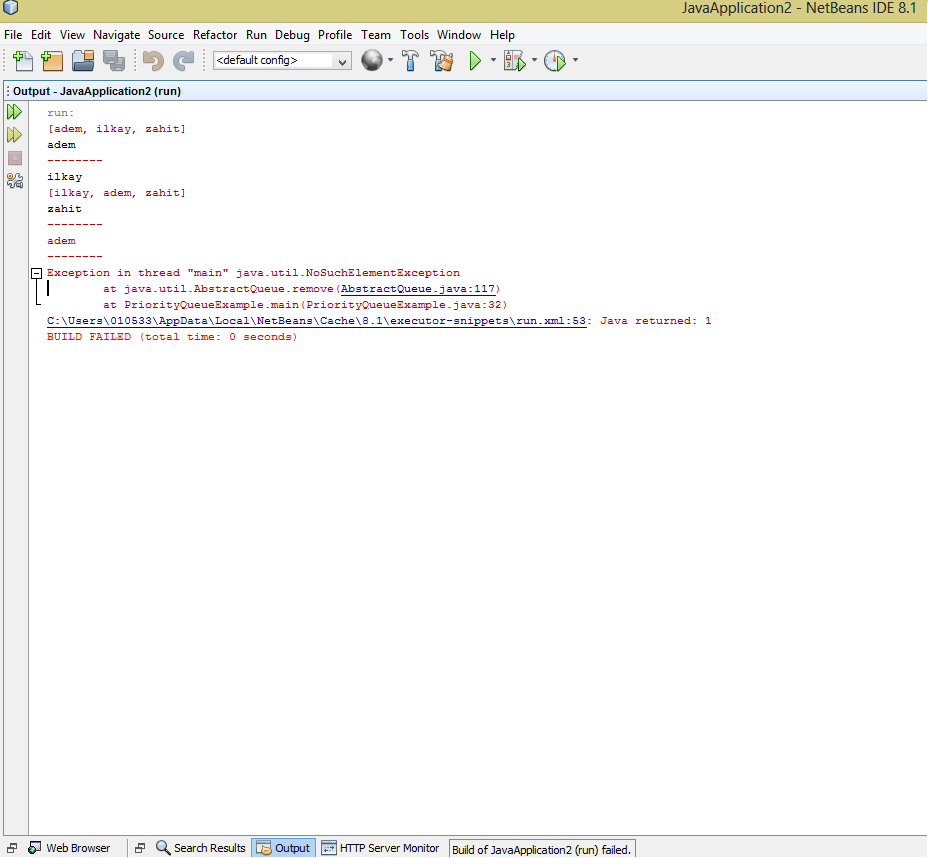 JavaApplication2 - NetBeans IDE 8.1
File Edit View Navigate Source Refactor Run Debug Profile Team Tools Window Help
<default config>
Output - JavaApplication2 (run)
run:
[adem, ilkay, zahit]
adem
--------
ilkay
[ilkay, adem, zahit]
zahit
--------
adem
--------
Exception in thread "main" java.util.NoSuchElementException
at java.util.AbstractQueue.remove(AbstractQueue.java:117)
at PriorityQueueExample.main(PriorityQueueExample.java:32)
C:\Users\010533\AppData\Local\NetBeans\Cache\8.1\executor-snippets\run.xml:53: Java returned: 1
BUILD FAILED (total time: 0 seconds)
Web Browser Search Results Output HTTP Server Monitor Build of JavaApplication2 (run) failed.